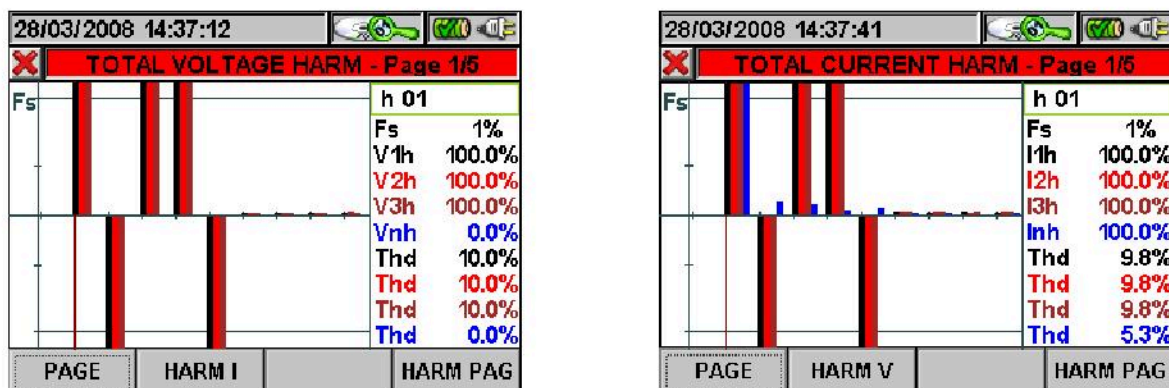 28/03/2008 14:37:12
TOTAL VOLTAGE HARM - Page 1/5
Fs
h 01
Fs 1%
V1h 100.0%
V2h 100.0%
V3h 100.0%
Vnh 0.0%
Thd 10.0%
Thd 10.0%
Thd 10.0%
Thd 0.0%
PAGE HARM I HARM PAG
28/03/2008 14:37:41
TOTAL CURRENT HARM - Page 1/5
Fs
h 01
Fs 1%
I1h 100.0%
I2h 100.0%
I3h 100.0%
Inh 100.0%
Thd 9.8%
Thd 9.8%
Thd 9.8%
Thd 5.3%
PAGE HARM V HARM PAG